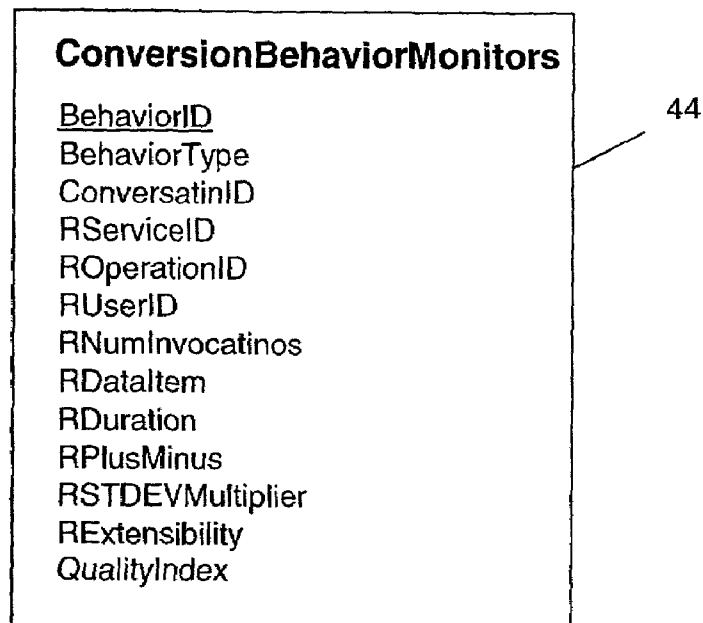 ConversionBehaviorMonitors
44
BehaviorID
BehaviorType
ConversatinID
RServiceID
ROperationID
RUserID
RNumInvocatinos
RDataItem
RDuration
RPlusMinus
RSTDEVMultiplier
RExtensibility
QualityIndex